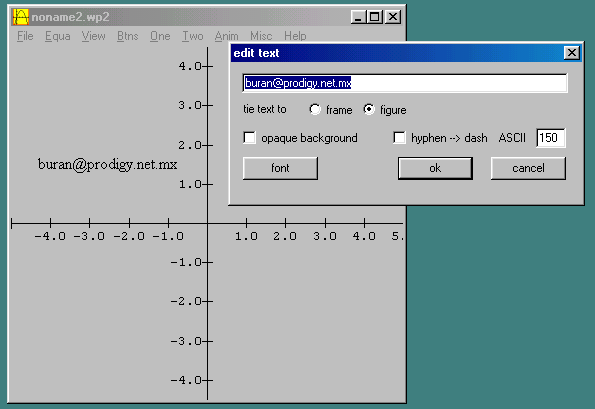 noname2.wp2
File Equa View Btns One Two Anim Misc Help
edit text
buran@prodigy.net.mx
tie text to frame figure
opaque background hyphen --> dash ASCII 150
font ok cancel
4.0
3.0
2.0
buran@prodigy.net.mx
1.0
-4.0 -3.0 -2.0 -1.0 1.0 2.0 3.0 4.0 5.
-1.0
-2.0
-3.0
-4.0